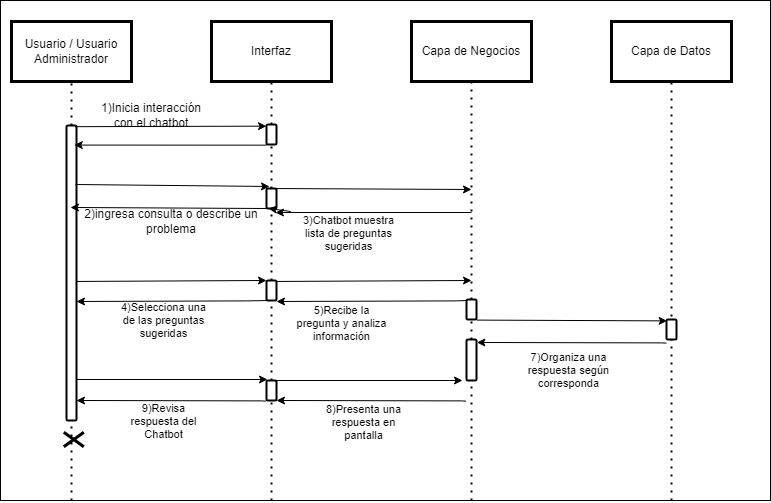 Usuario / Usuario
Administrador
Interfaz
Capa de Negocios
Capa de Datos
1)Inicia interacción
con el chatbot
2)ingresa consulta o describe un
problema
3)Chatbot muestra
lista de preguntas
sugeridas
4)Selecciona una
de las preguntas
sugeridas
5)Recibe la
pregunta y analiza
información
7)Organiza una
respuesta según
corresponda
9)Revisa
respuesta del
Chatbot
8)Presenta una
respuesta en
pantalla